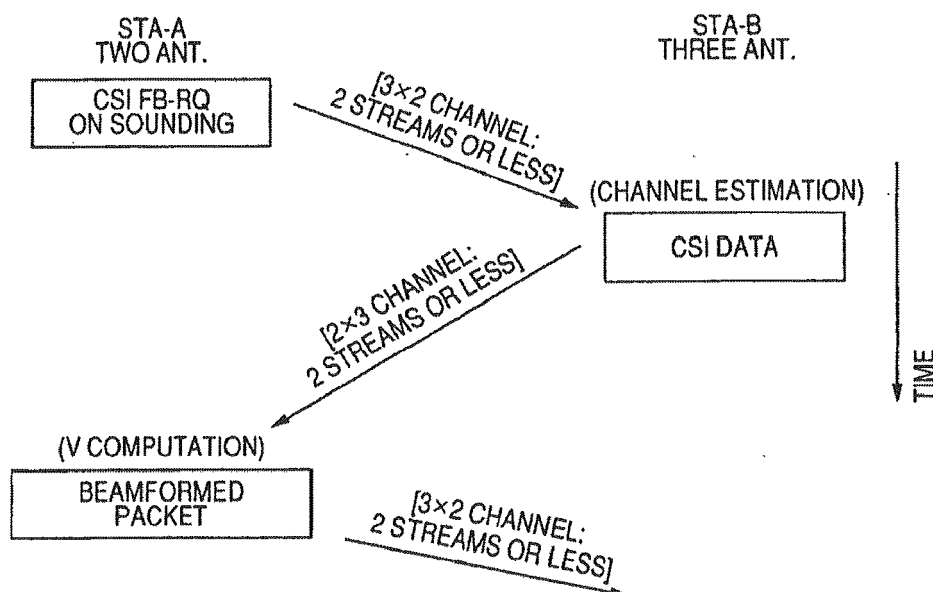 STA-A
TWO ANT.
STA-B
THREE ANT.
CSI FB-RQ
ON SOUNDING
[3×2 CHANNEL:
2 STREAMS OR LESS]
(CHANNEL ESTIMATION)
CSI DATA
[2×3 CHANNEL:
2 STREAMS OR LESS]
TIME
(V COMPUTATION)
BEAMFORMED
PACKET
[3×2 CHANNEL:
2 STREAMS OR LESS]